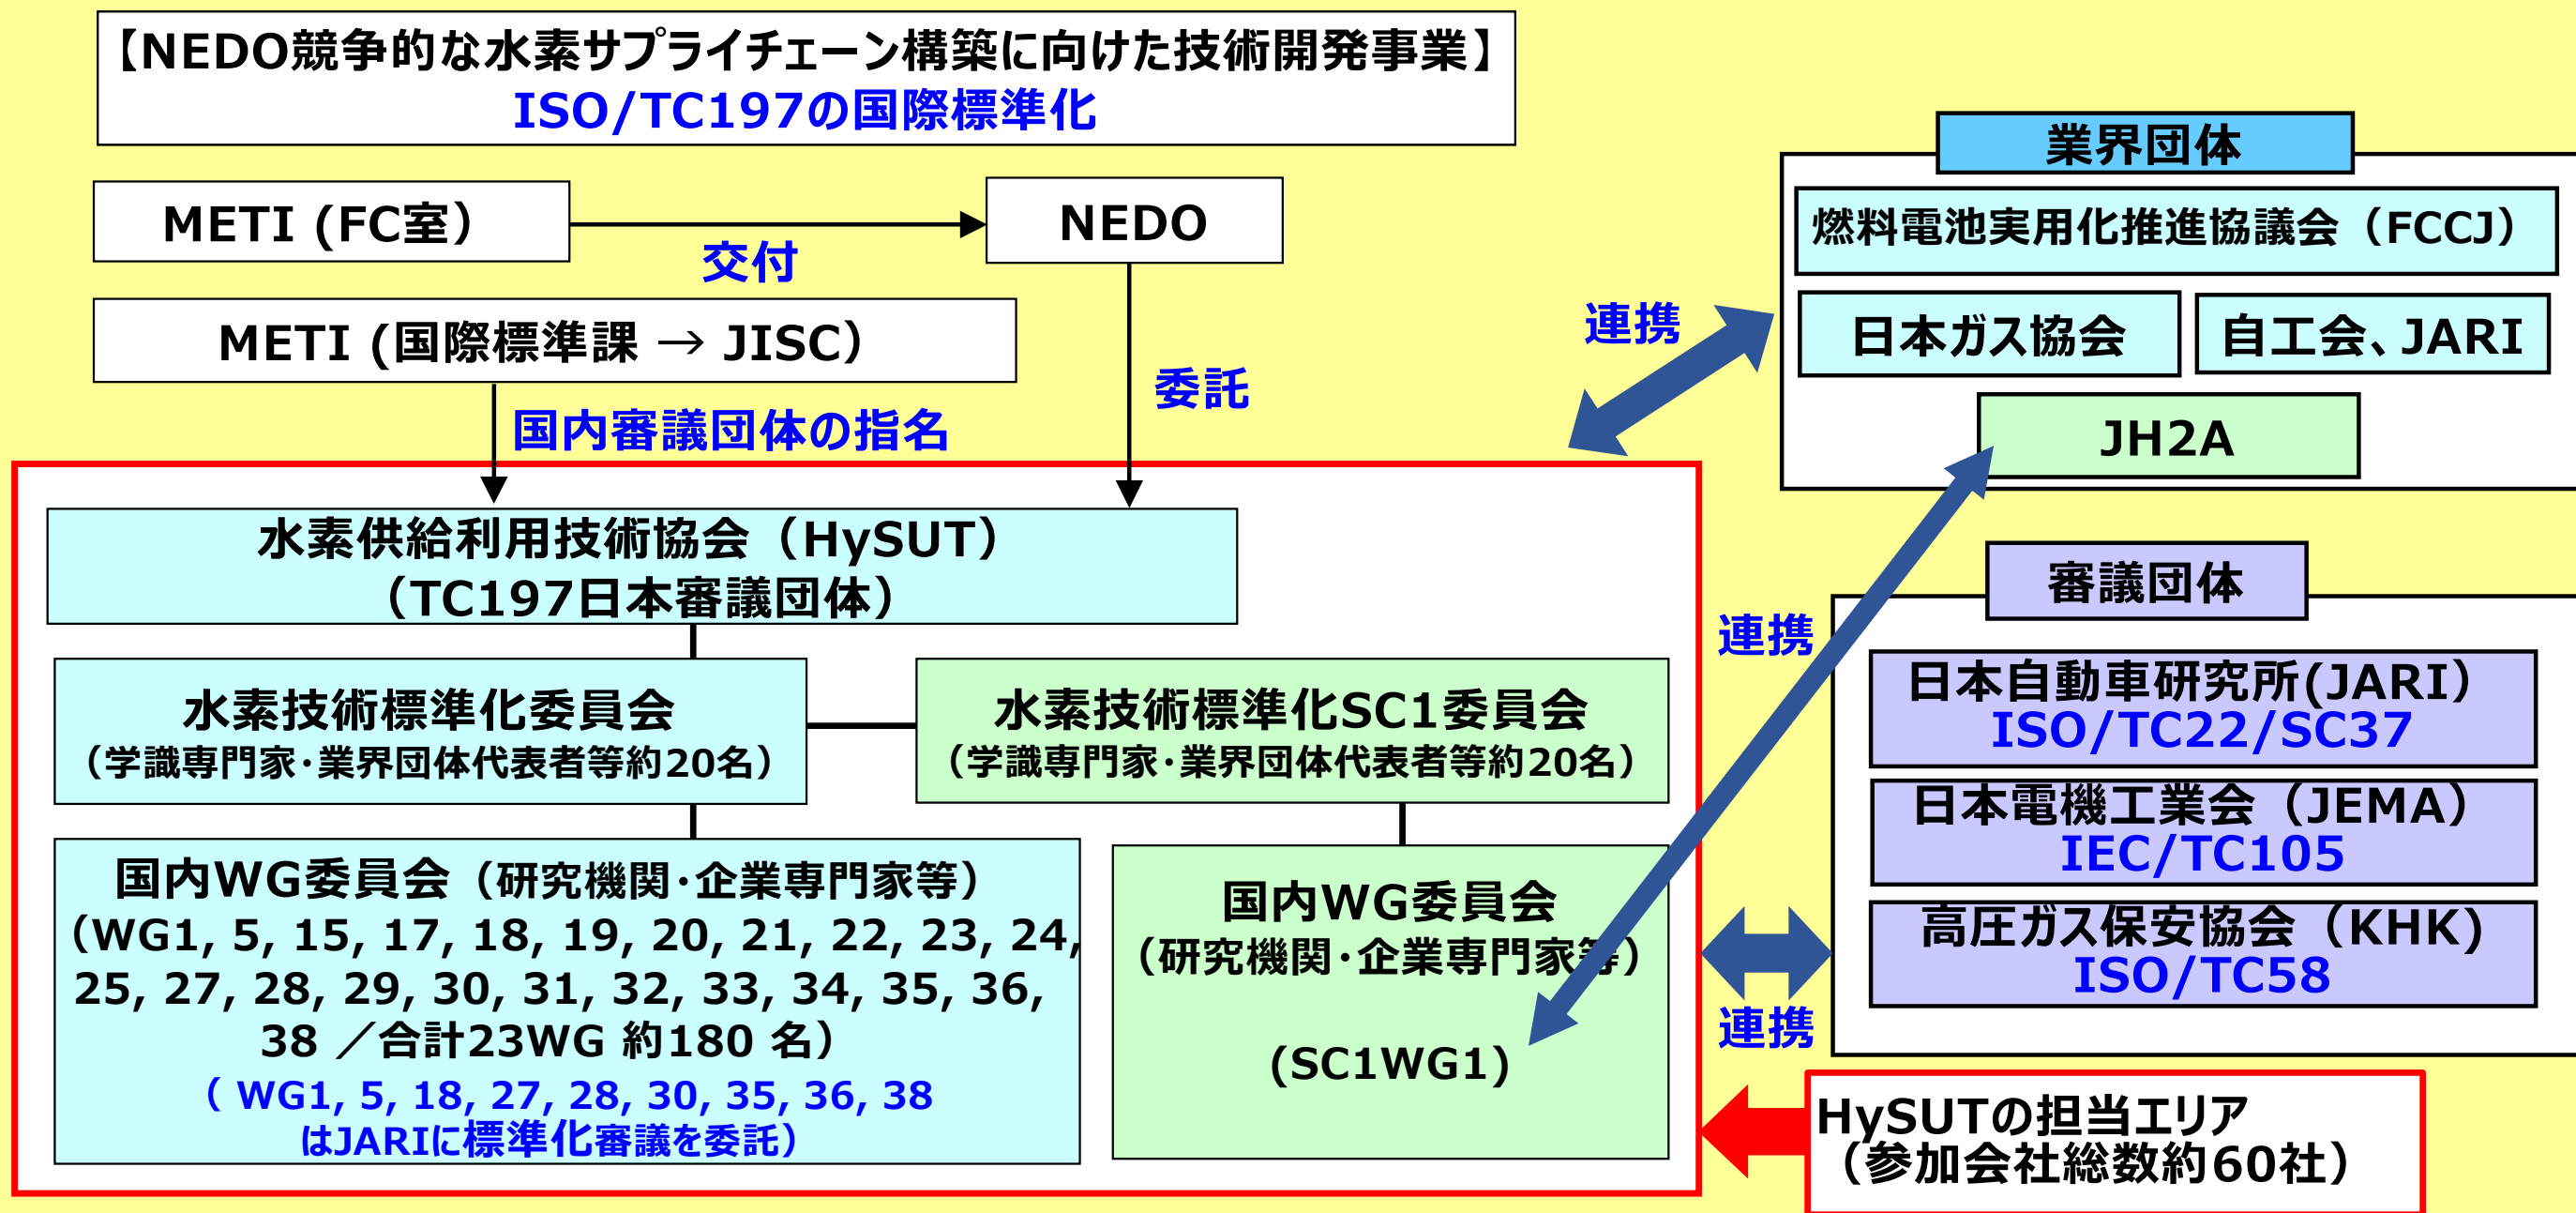 【NEDO競争的な水素サプライチェーン構築に向けた技術開発事業】
ISO/TC197の国際標準化
METI (FC室）
交付
NEDO
METI (国際標準課 → JISC）
国内審議団体の指名
委託
水素供給利用技術協会（HySUT）
（TC197日本審議団体）
水素技術標準化委員会
（学識専門家･業界団体代表者等約20名）
水素技術標準化SC1委員会
（学識専門家･業界団体代表者等約20名）
国内WG委員会（研究機関･企業専門家等）
（WG1, 5, 15, 17, 18, 19, 20, 21, 22, 23, 24,
25, 27, 28, 29, 30, 31, 32, 33, 34, 35, 36,
38 ／合計23WG 約180 名）
（ WG1, 5, 18, 27, 28, 30, 35, 36, 38
はJARIに標準化審議を委託）
国内WG委員会
（研究機関･企業専門家等）
(SC1WG1)
連携
業界団体
燃料電池実用化推進協議会（FCCJ）
日本ガス協会
自工会、JARI
JH2A
連携
審議団体
日本自動車研究所(JARI）
ISO/TC22/SC37
日本電機工業会（JEMA）
IEC/TC105
高圧ガス保安協会（KHK)
ISO/TC58
連携
HySUTの担当エリア
（参加会社総数約60社）